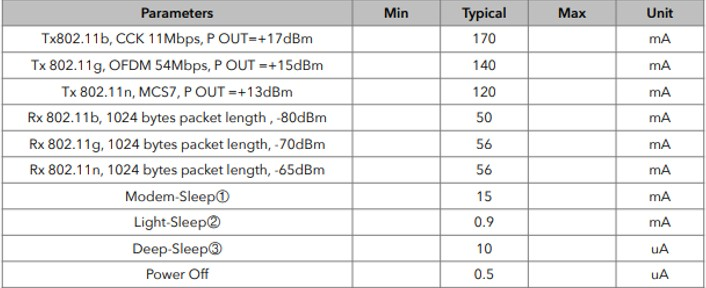 Parameters Min Typical Max Unit
Tx802.11b, CCK 11Mbps, P OUT=+17dBm 170 mA
Tx 802.11g, OFDM 54Mbps, P OUT =+15dBm 140 mA
Tx 802.11n, MCS7, P OUT =+13dBm 120 mA
Rx 802.11b, 1024 bytes packet length , -80dBm 50 mA
Rx 802.11g, 1024 bytes packet length, -70dBm 56 mA
Rx 802.11n, 1024 bytes packet length, -65dBm 56 mA
Modem-Sleep① 15 mA
Light-Sleep② 0.9 mA
Deep-Sleep③ 10 uA
Power Off 0.5 uA